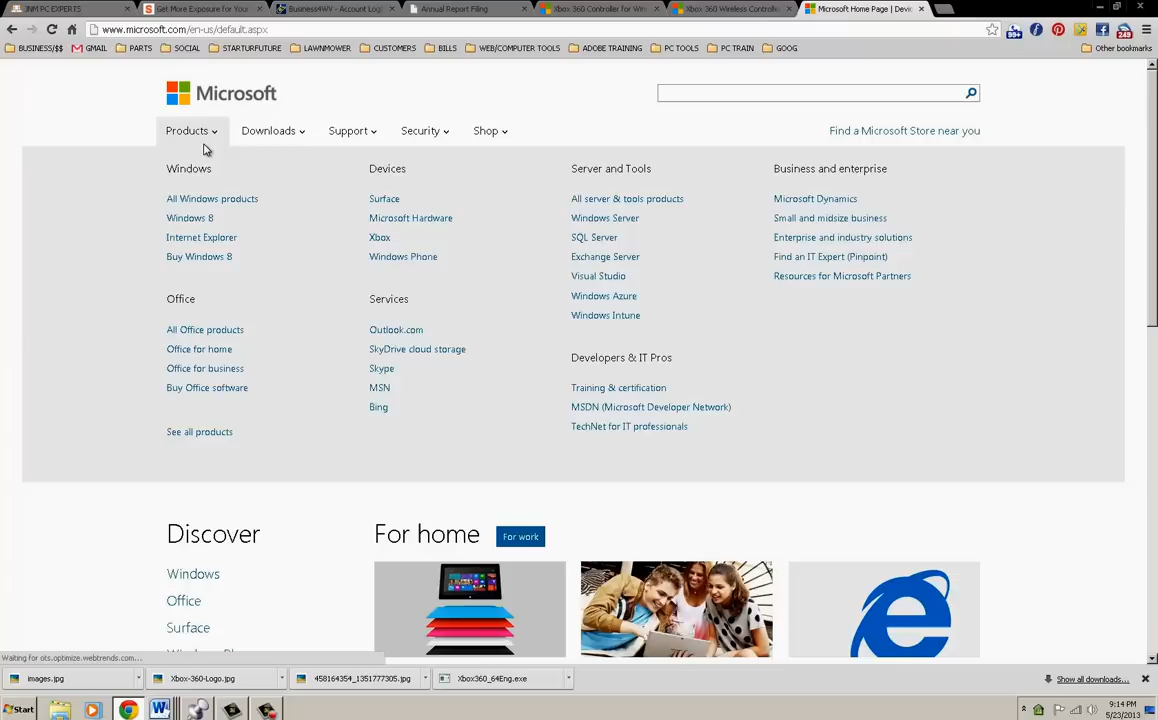 JNM PC EXPERTS
Get More Exposure for Your
Business4WV - Account Log
Annual Report Filing
Xbox 360 Controller for Win
Xbox 360 Wireless Controlle
Microsoft Home Page | Devi
www.microsoft.com/en-us/default.aspx
99+
249
BUSINESS/$$
GMAIL
PARTS
SOCIAL
STARTURFUTURE
LAWNMOWER
CUSTOMERS
BILLS
WEB/COMPUTER TOOLS
ADOBE TRAINING
PC TOOLS
PC TRAIN
GOOG
Other bookmarks
Microsoft
Products
Downloads
Support
Security
Shop
Find a Microsoft Store near you
Windows
All Windows products
Windows 8
Internet Explorer
Buy Windows 8
Office
All Office products
Office for home
Office for business
Buy Office software
See all products
Devices
Surface
Microsoft Hardware
Xbox
Windows Phone
Services
Outlook.com
SkyDrive cloud storage
Skype
MSN
Bing
Server and Tools
All server & tools products
Windows Server
SQL Server
Exchange Server
Visual Studio
Windows Azure
Windows Intune
Developers & IT Pros
Training & certification
MSDN (Microsoft Developer Network)
TechNet for IT professionals
Business and enterprise
Microsoft Dynamics
Small and midsize business
Enterprise and industry solutions
Find an IT Expert (Pinpoint)
Resources for Microsoft Partners
Discover
Windows
Office
Surface
For home
For work
Waiting for ots.optimize.webtrends.com...
images.jpg
Xbox-360-Logo.jpg
458164354_1351777305.jpg
Xbox360_64Eng.exe
Show all downloads...
Start
9:14 PM
5/23/2013